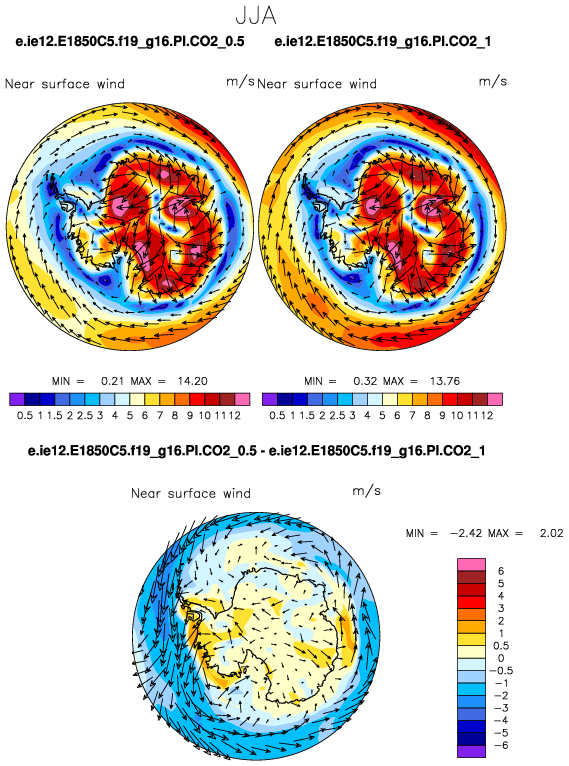 JJA
e.ie12.E1850C5.f19_g16.PI.CO2_0.5 e.ie12.E1850C5.f19_g16.PI.CO2_1
Near surface wind m/s Near surface wind m/s
MIN = 0.21 MAX = 14.20 MIN = 0.32 MAX = 13.76
0.5 1 1.5 2 2.5 3 4 5 6 7 8 9 10 11 12 0.5 1 1.5 2 2.5 3 4 5 6 7 8 9 10 11 12
e.ie12.E1850C5.f19_g16.PI.CO2_0.5 - e.ie12.E1850C5.f19_g16.PI.CO2_1
Near surface wind m/s
MIN = -2.42 MAX = 2.02
6
5
4
3
2
1
0.5
0
-0.5
-1
-2
-3
-4
-5
-6